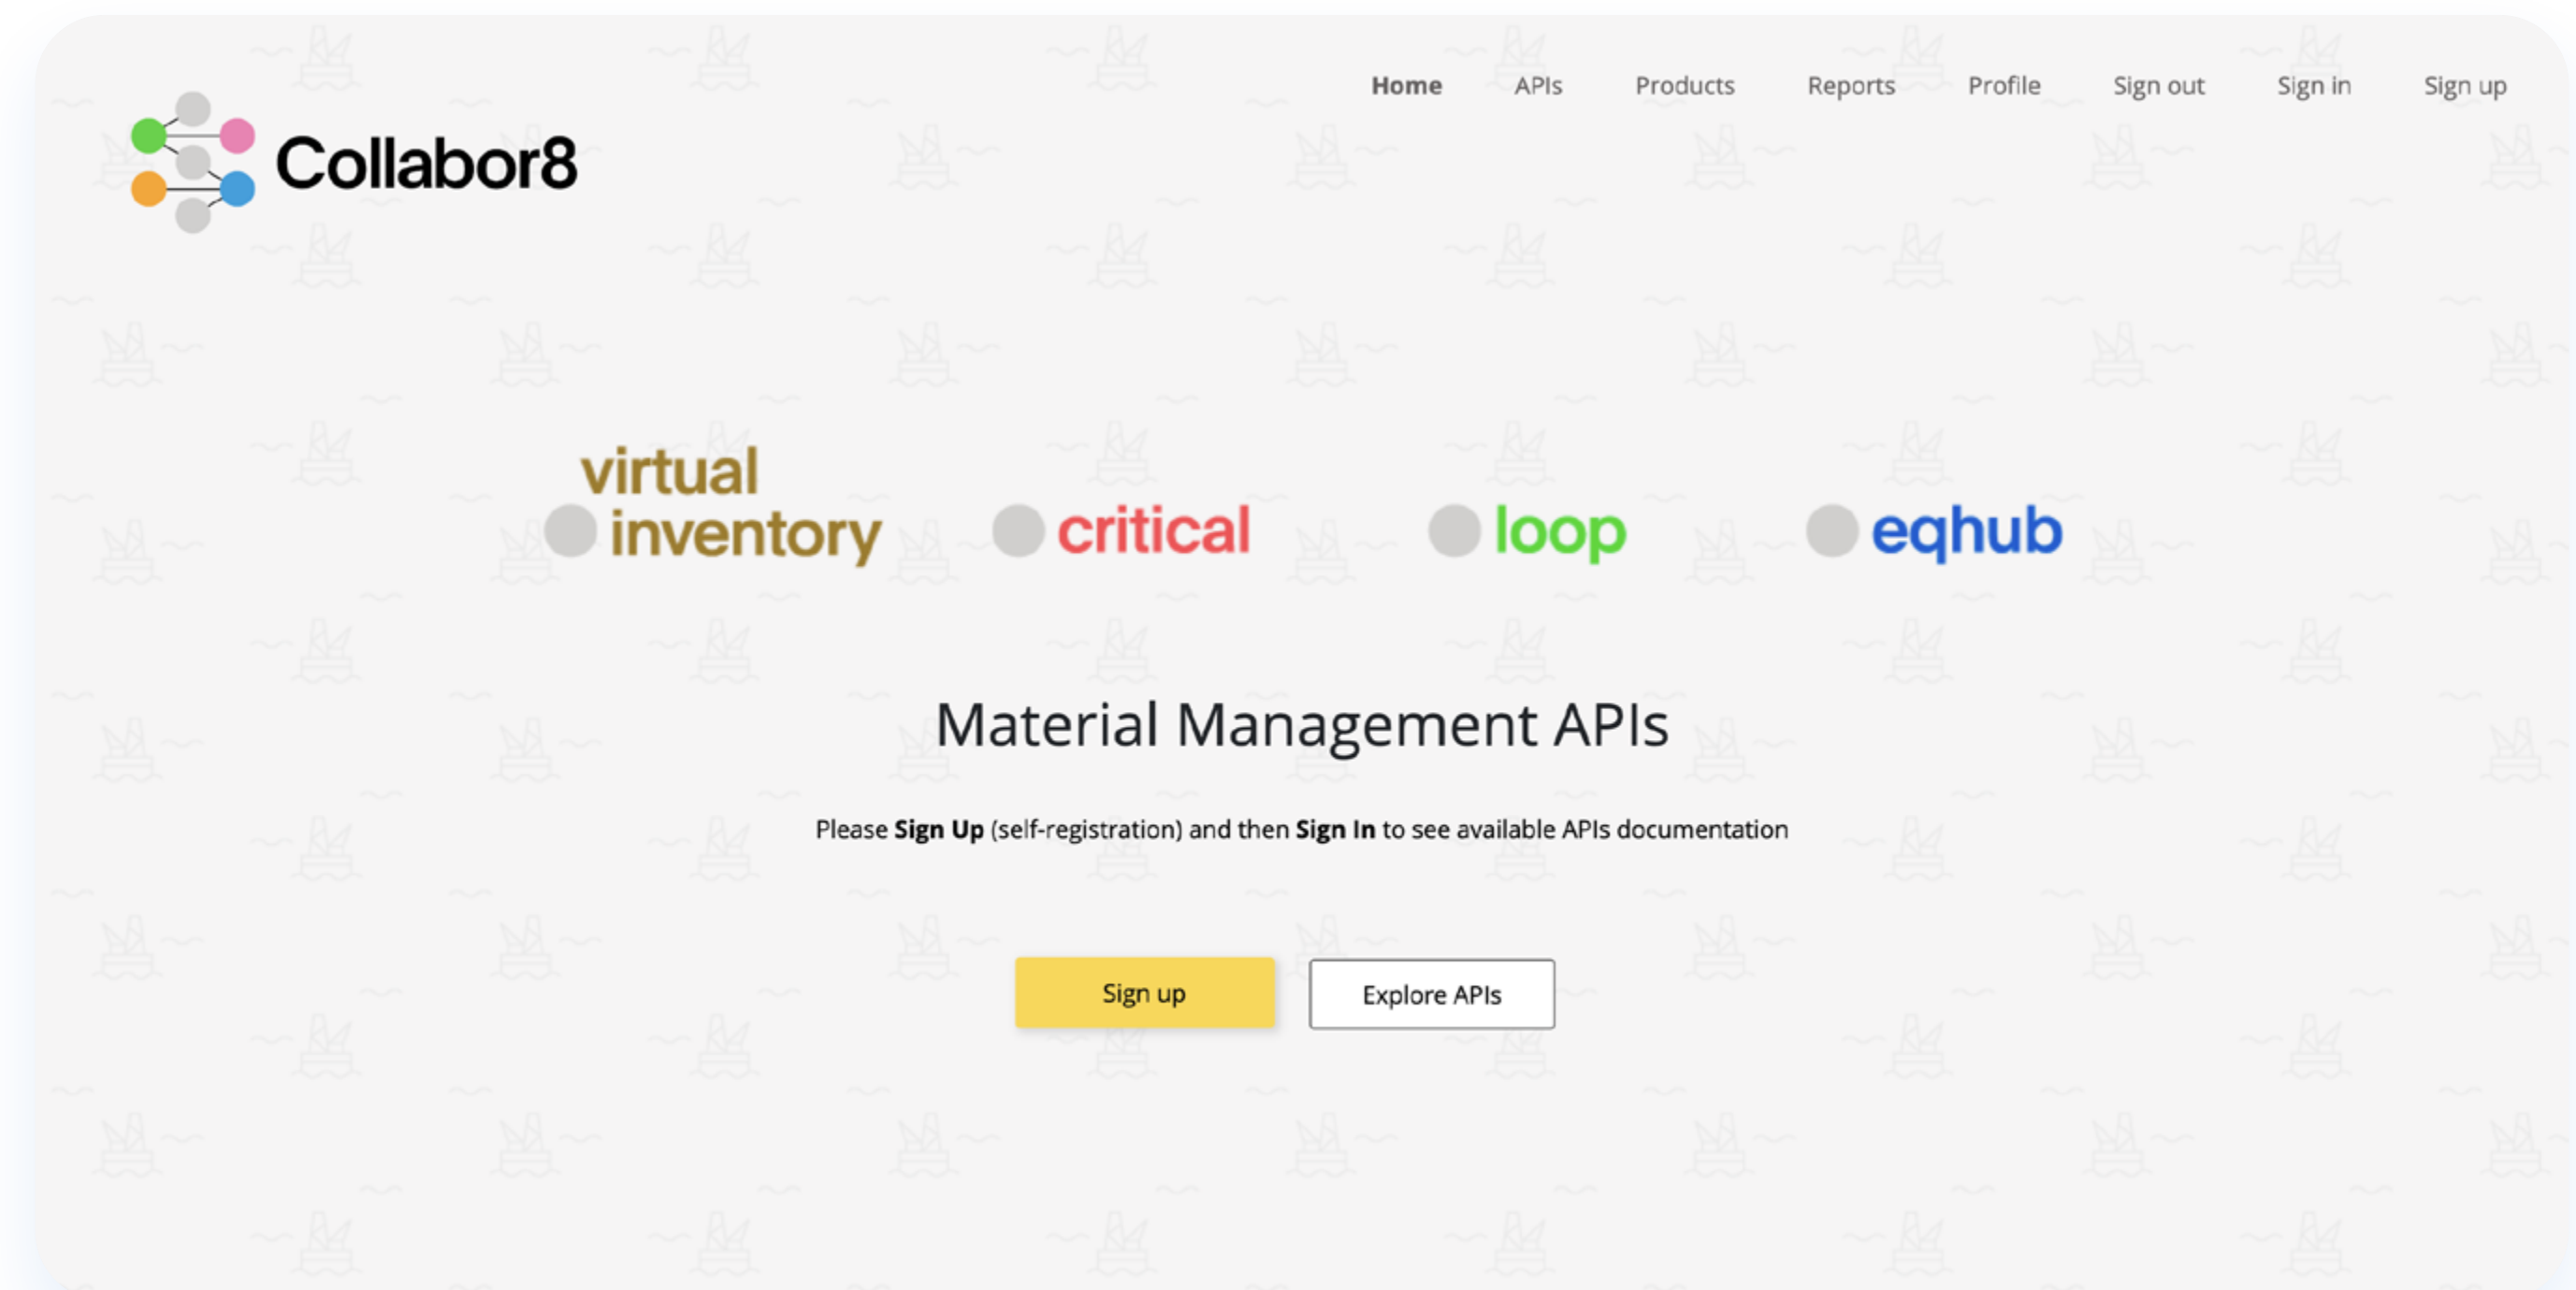 Home APIs Products Reports Profile Sign out Sign in Sign up
Collabor8
virtual
inventory
critical
loop
eqhub
Material Management APIs
Please Sign Up (self-registration) and then Sign In to see available APIs documentation
Sign up
Explore APIs